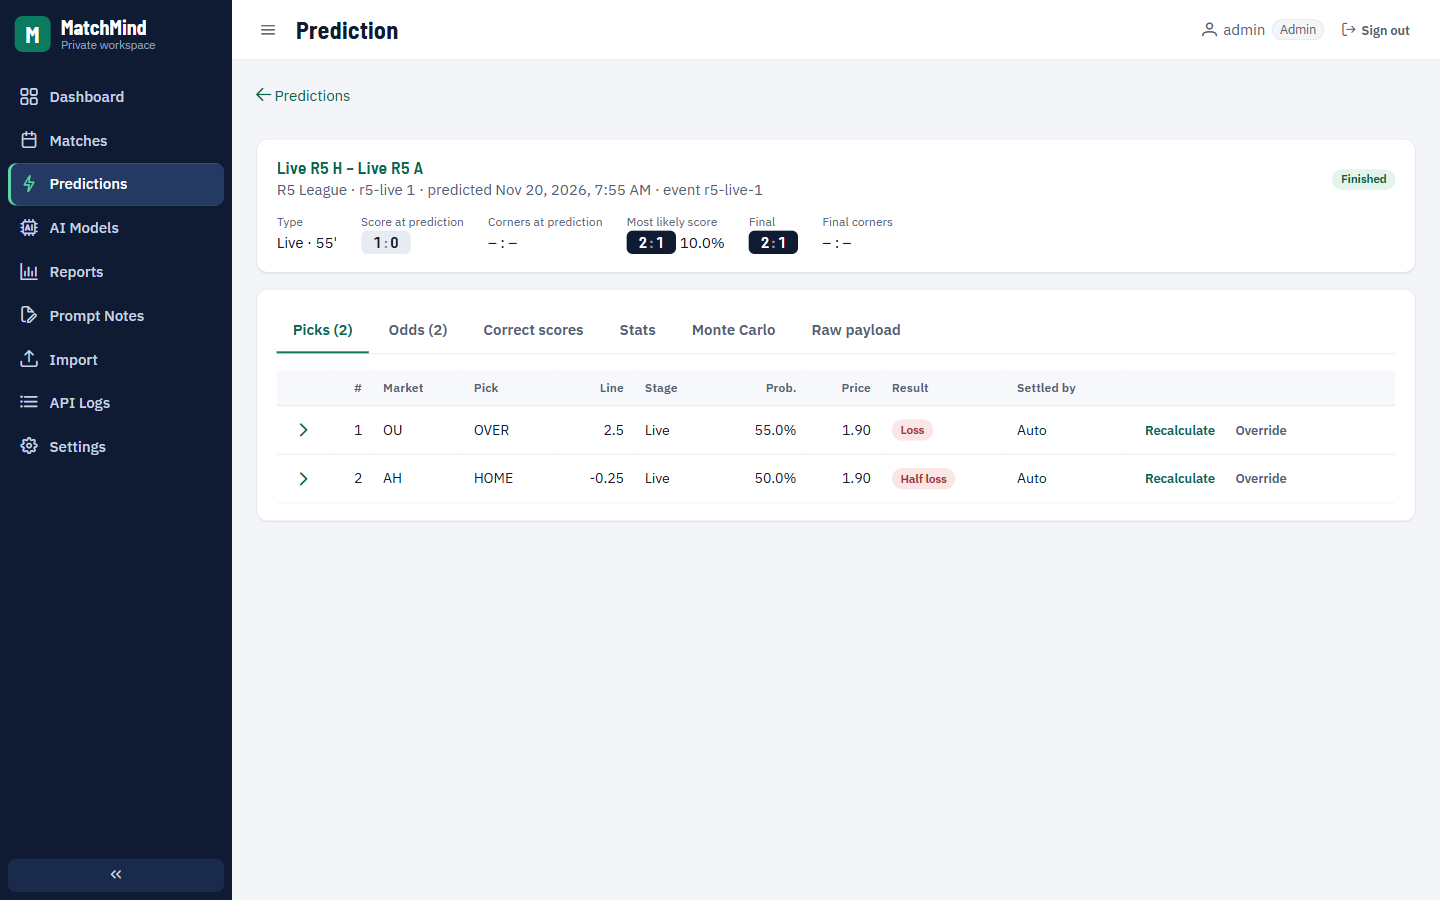 M
MatchMind
Private workspace
Dashboard
Matches
Predictions
AI Models
Reports
Prompt Notes
Import
API Logs
Settings
Prediction
admin Admin Sign out
Predictions
Live R5 H – Live R5 A
R5 League · r5-live 1 · predicted Nov 20, 2026, 7:55 AM · event r5-live-1
Finished
Type Score at prediction Corners at prediction Most likely score Final Final corners
Live · 55' 1:0 – : – 2:1 10.0% 2:1 – : –
Picks (2) Odds (2) Correct scores Stats Monte Carlo Raw payload
# Market Pick Line Stage Prob. Price Result Settled by
1 OU OVER 2.5 Live 55.0% 1.90 Loss Auto Recalculate Override
2 AH HOME -0.25 Live 50.0% 1.90 Half loss Auto Recalculate Override